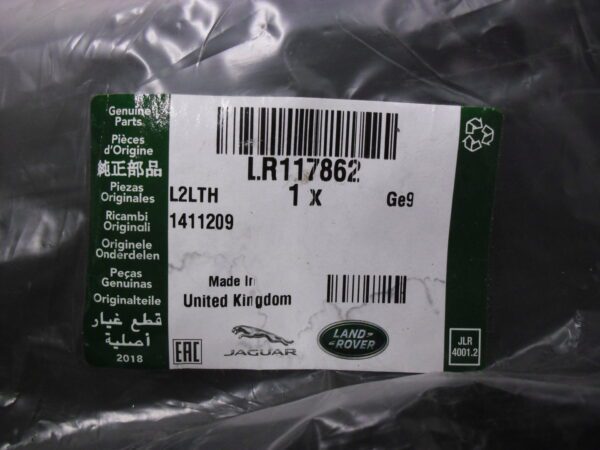 Genuine
Parts
Pièces
d'Origine
純正部品
Piezas
Originales
Ricambi
Originali
Originele
Onderdelen
Peças
Genuinas
Originalteile
قطع غيار
أصلية
2018
LR117862
L2LTH
1 X
Ge9
1411209
Made In
United Kingdom
EAC
JAGUAR
LAND-
-ROVER
JLR
4001.2